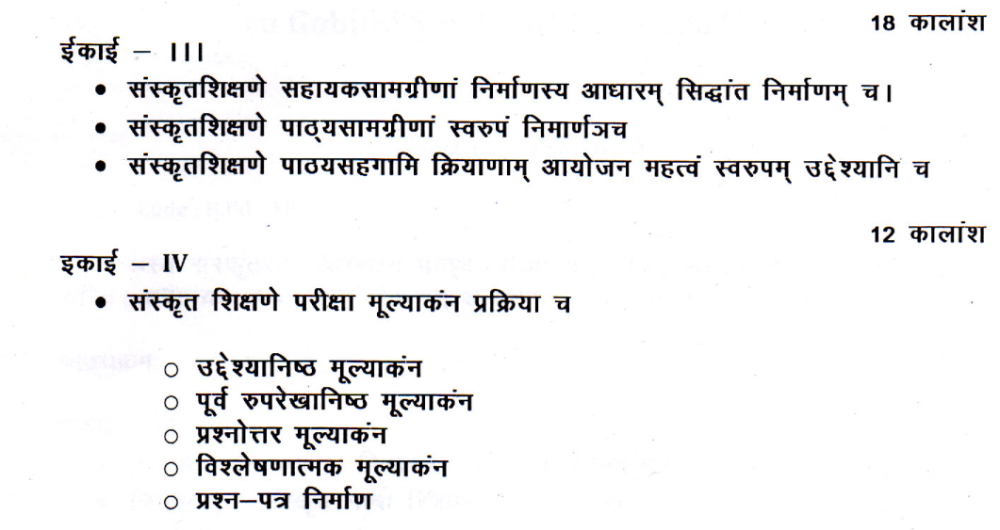 18 कालांश
ईकाई – III
• संस्कृतशिक्षणे सहायकसामग्रीणां निर्माणस्य आधारम् सिद्धांत निर्माणम् च।
• संस्कृतशिक्षणे पाठ्यसामग्रीणां स्वरुपं निमार्णञच
• संस्कृतशिक्षणे पाठयसहगामि क्रियाणाम् आयोजन महत्वं स्वरुपम् उद्देश्यानि च
12 कालांश
इकाई – IV
• संस्कृत शिक्षणे परीक्षा मूल्याकंन प्रक्रिया च
○ उद्देश्यानिष्ठ मूल्याकंन
○ पूर्व रुपरेखानिष्ठ मूल्याकंन
○ प्रश्नोत्तर मूल्याकंन
○ विश्लेषणात्मक मूल्याकंन
○ प्रश्न–पत्र निर्माण